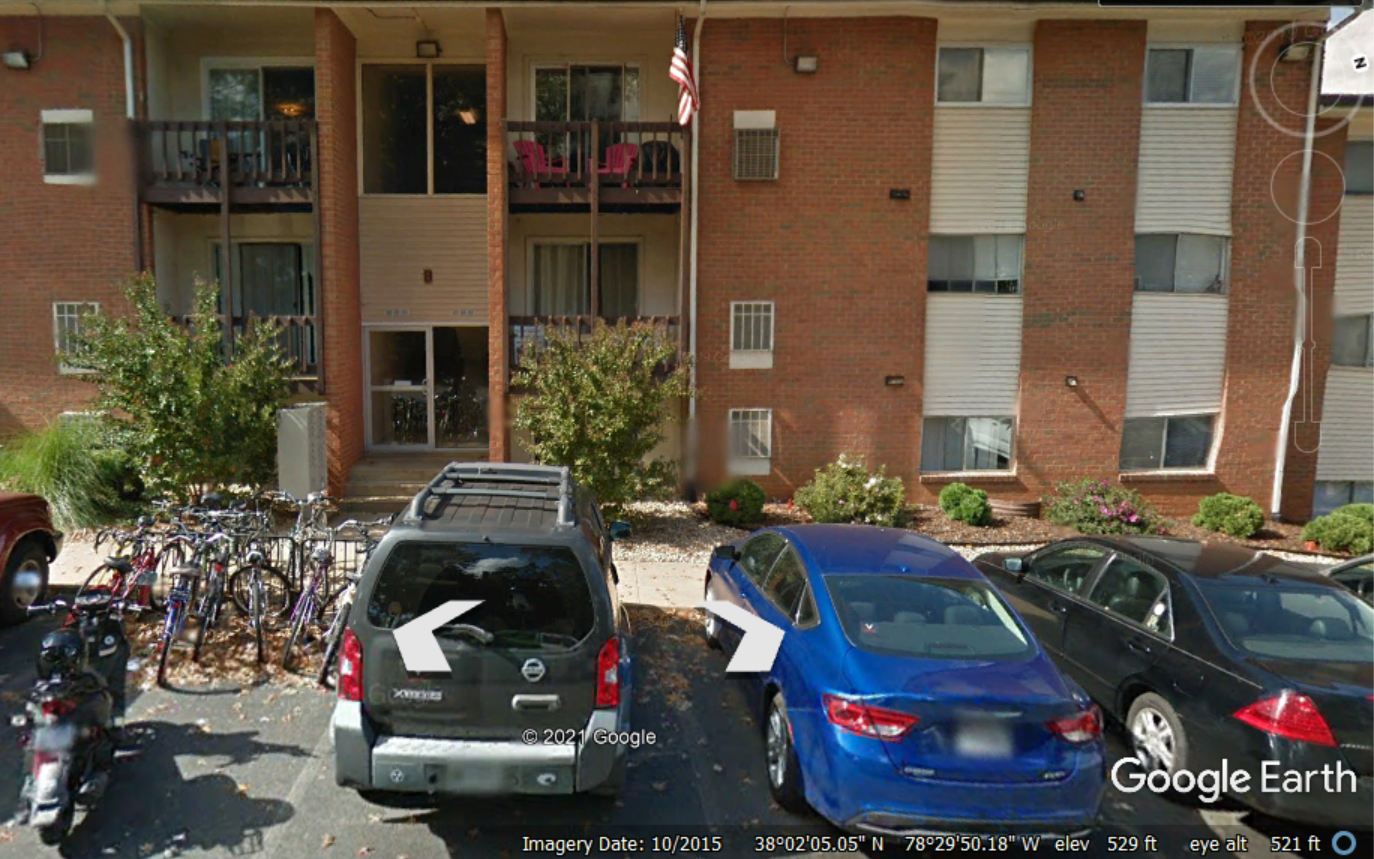 N
B
XTERRA
© 2021 Google
Google Earth
Imagery Date: 10/2015 38°02'05.05" N 78°29'50.18" W elev 529 ft eye alt 521 ft